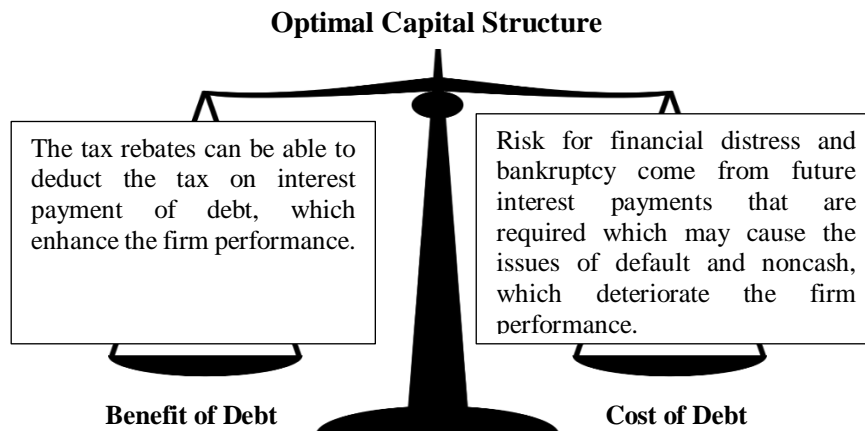 Optimal Capital Structure
The tax rebates can be able to
deduct the tax on interest
payment of debt, which
enhance the firm performance.
Risk for financial distress and
bankruptcy come from future
interest payments that are
required which may cause the
issues of default and noncash,
which deteriorate the firm
performance.
Benefit of Debt
Cost of Debt